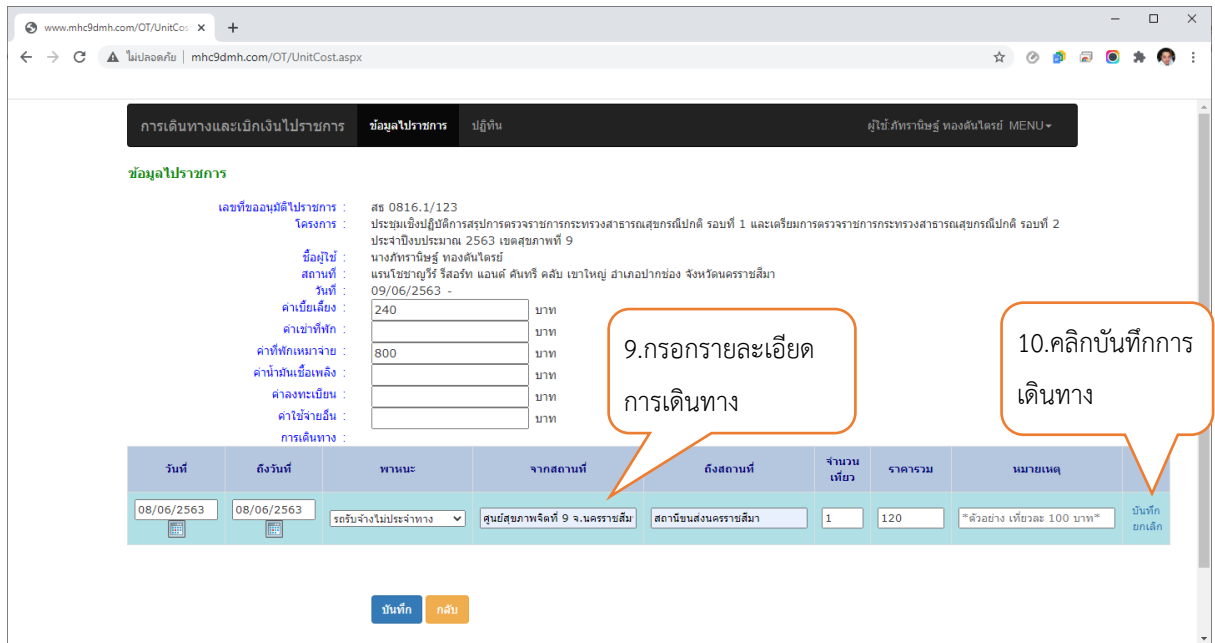 www.mhc9dmh.com/OT/UnitCos
ไม่ปลอดภัย | mhc9dmh.com/OT/UnitCost.aspx
การเดินทางและเบิกเงินไปราชการ ข้อมูลไปราชการ ปฏิทิน ผู้ใช้:ภัทรานิษฐ์ ทองตันไตรย์ MENU
ข้อมูลไปราชการ
เลขที่ขออนุมัติไปราชการ : สธ 0816.1/123
โครงการ : ประชุมเชิงปฏิบัติการสรุปการตรวจราชการกระทรวงสาธารณสุขกรณีปกติ รอบที่ 1 และเตรียมการตรวจราชการกระทรวงสาธารณสุขกรณีปกติ รอบที่ 2
ประจำปีงบประมาณ 2563 เขตสุขภาพที่ 9
ชื่อผู้ใช้ : นางภัทรานิษฐ์ ทองตันไตรย์
สถานที่ : แรนโชชาญวีร์ รีสอร์ท แอนด์ คันทรี คลับ เขาใหญ่ อำเภอปากช่อง จังหวัดนครราชสีมา
วันที่ : 09/06/2563 -
ค่าเบี้ยเลี้ยง : 240 บาท
ค่าเช่าที่พัก : บาท
ค่าที่พักเหมาจ่าย : 800 บาท
ค่าน้ำมันเชื้อเพลิง : บาท
ค่าลงทะเบียน : บาท
ค่าใช้จ่ายอื่น : บาท
การเดินทาง :
9.กรอกรายละเอียด
การเดินทาง
10.คลิกบันทึกการ
เดินทาง
วันที่ ถึงวันที่ พาหนะ จากสถานที่ ถึงสถานที่ จำนวน
เที่ยว ราคารวม หมายเหตุ
08/06/2563 08/06/2563 รถรับจ้างไม่ประจำทาง ศูนย์สุขภาพจิตที่ 9 จ.นครราชสีม สถานีขนส่งนครราชสีมา 1 120 *ตัวอย่าง เที่ยวละ 100 บาท* บันทึก
ยกเลิก
บันทึก กลับ